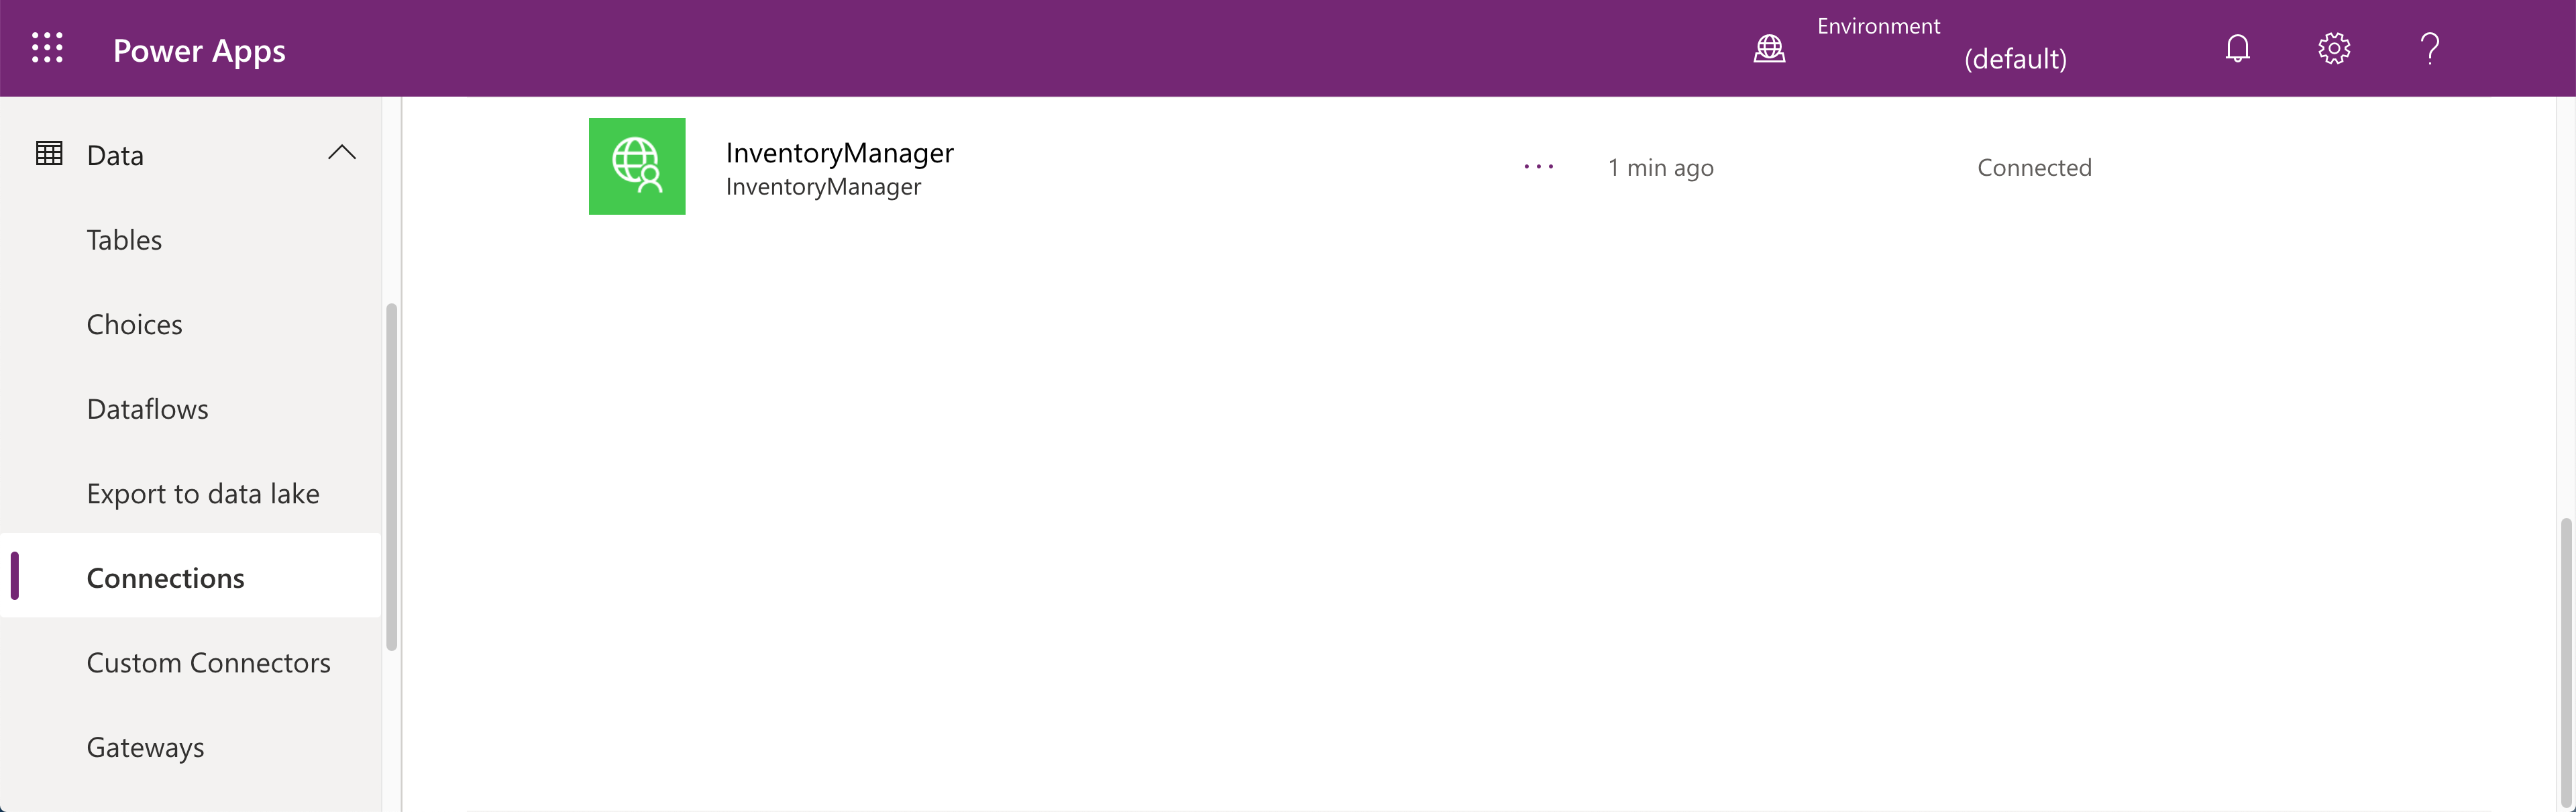 Power Apps
Environment
(default)
Data
Tables
Choices
Dataflows
Export to data lake
Connections
Custom Connectors
Gateways
InventoryManager
InventoryManager
... 1 min ago Connected